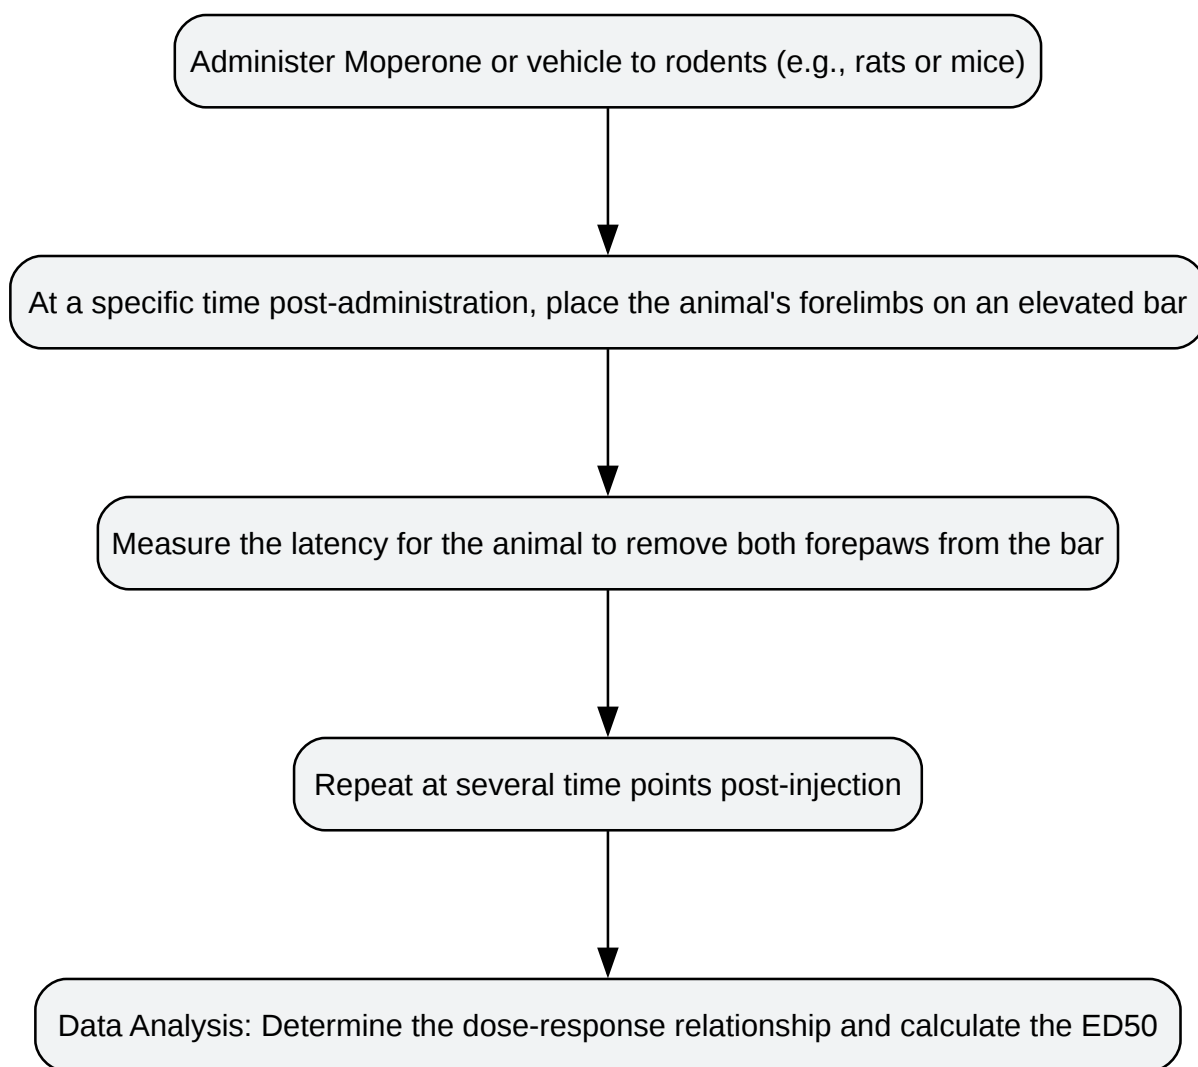 Administer Moperone or vehicle to rodents (e.g., rats or mice)
At a specific time post-administration, place the animal's forelimbs on an elevated bar
Measure the latency for the animal to remove both forepaws from the bar
Repeat at several time points post-injection
Data Analysis: Determine the dose-response relationship and calculate the ED50